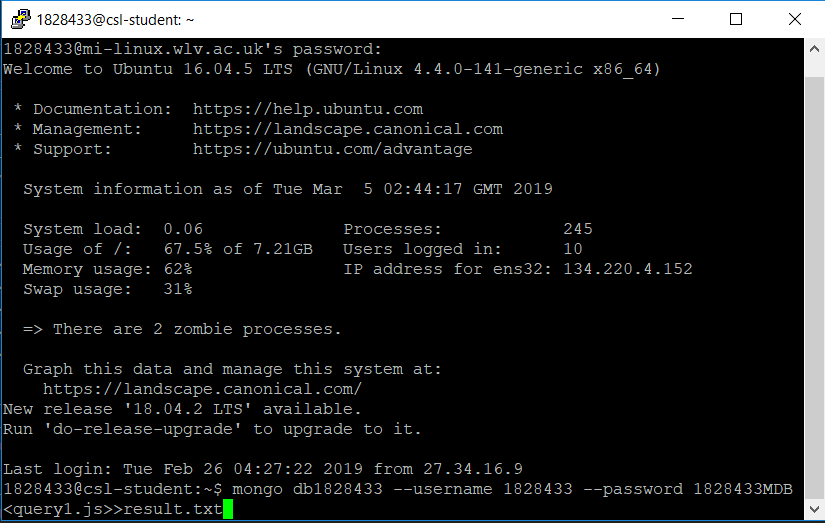 1828433@csl-student: ~
1828433@mi-linux.wlv.ac.uk's password:
Welcome to Ubuntu 16.04.5 LTS (GNU/Linux 4.4.0-141-generic x86_64)
* Documentation:  https://help.ubuntu.com
* Management:     https://landscape.canonical.com
* Support:        https://ubuntu.com/advantage
System information as of Tue Mar  5 02:44:17 GMT 2019
System load:  0.06              Processes:            245
Usage of /:   67.5% of 7.21GB   Users logged in:      10
Memory usage: 62%               IP address for ens32: 134.220.4.152
Swap usage:   31%
=> There are 2 zombie processes.
Graph this data and manage this system at:
https://landscape.canonical.com/
New release '18.04.2 LTS' available.
Run 'do-release-upgrade' to upgrade to it.
Last login: Tue Feb 26 04:27:22 2019 from 27.34.16.9
1828433@csl-student:~$ mongo db1828433 --username 1828433 --password 1828433MDB
<query1.js>>result.txt